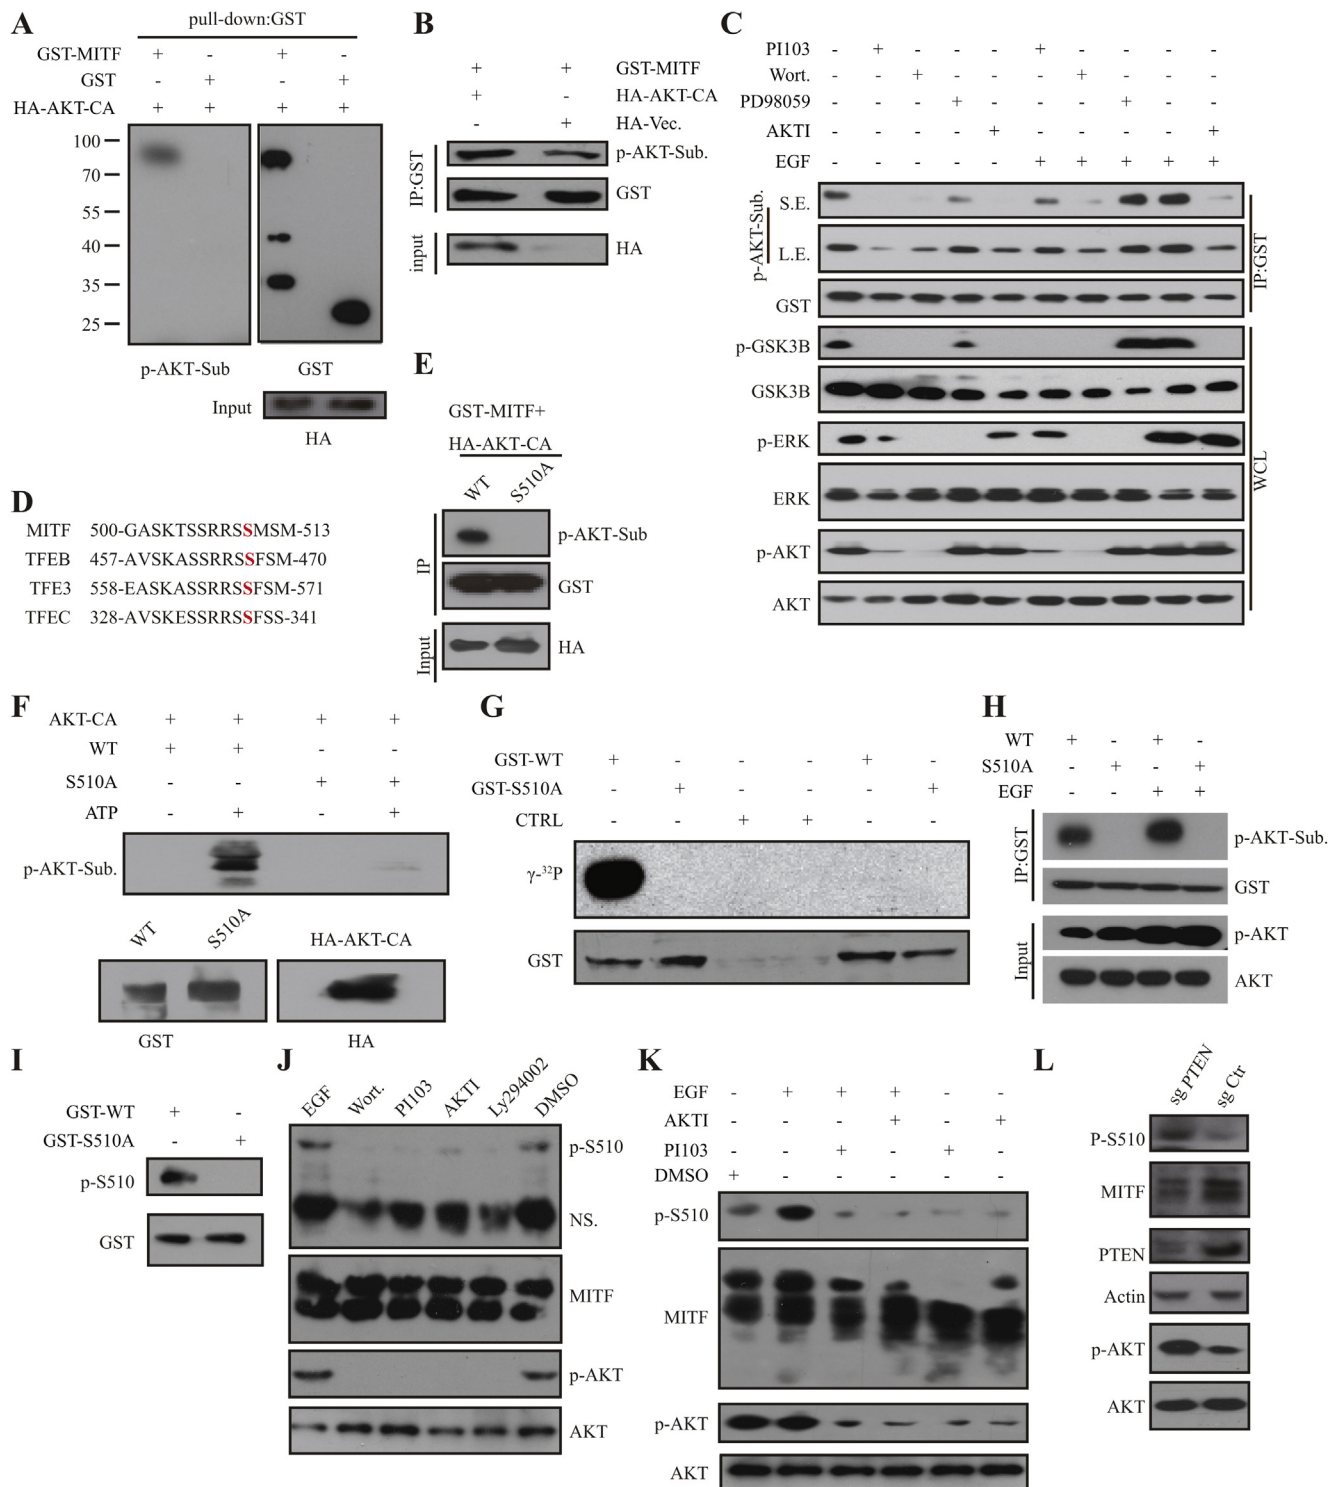 A
pull-down:GST
GST-MITF + - + -
GST - + - +
HA-AKT-CA + + + +
100
70
55
40
35
25
p-AKT-Sub GST
Input
HA
B
+ + GST-MITF
+ - HA-AKT-CA
- + HA-Vec.
IP:GST
p-AKT-Sub.
GST
input
HA
C
PI103 - + - - - + - - - -
Wort. - - + - - - + - - -
PD98059 - - - + - - - + - -
AKTI - - - - + - - - - +
EGF - - - - - + + + + +
p-AKT-Sub.
S.E.
L.E.
GST
IP:GST
p-GSK3B
GSK3B
p-ERK
ERK
p-AKT
AKT
WCL
D
MITF 500-GASKTSSRRSSMSM-513
TFEB 457-AVSKASSRRSSFSM-470
TFE3 558-EASKASSRRSSFSM-571
TFEC 328-AVSKESSRRSSFSS-341
E
GST-MITF+
HA-AKT-CA
WT S510A
IP
p-AKT-Sub
GST
Input
HA
F
AKT-CA + + + +
WT + + - -
S510A - - + +
ATP - + - +
p-AKT-Sub.
WT S510A HA-AKT-CA
GST HA
G
GST-WT + - - - + -
GST-S510A - + - - - +
CTRL - - + + - -
γ-³²P
GST
H
WT + - + -
S510A - + - +
EGF - - + +
IP:GST
p-AKT-Sub.
GST
Input
p-AKT
AKT
I
GST-WT + -
GST-S510A - +
p-S510
GST
J
EGF Wort. PI103 AKTI Ly294002 DMSO
p-S510
NS.
MITF
p-AKT
AKT
K
EGF - + + + - -
AKTI - - - + - +
PI103 - - + - + -
DMSO + - - - - -
p-S510
MITF
p-AKT
AKT
L
sg PTEN sg Ctr
P-S510
MITF
PTEN
Actin
p-AKT
AKT